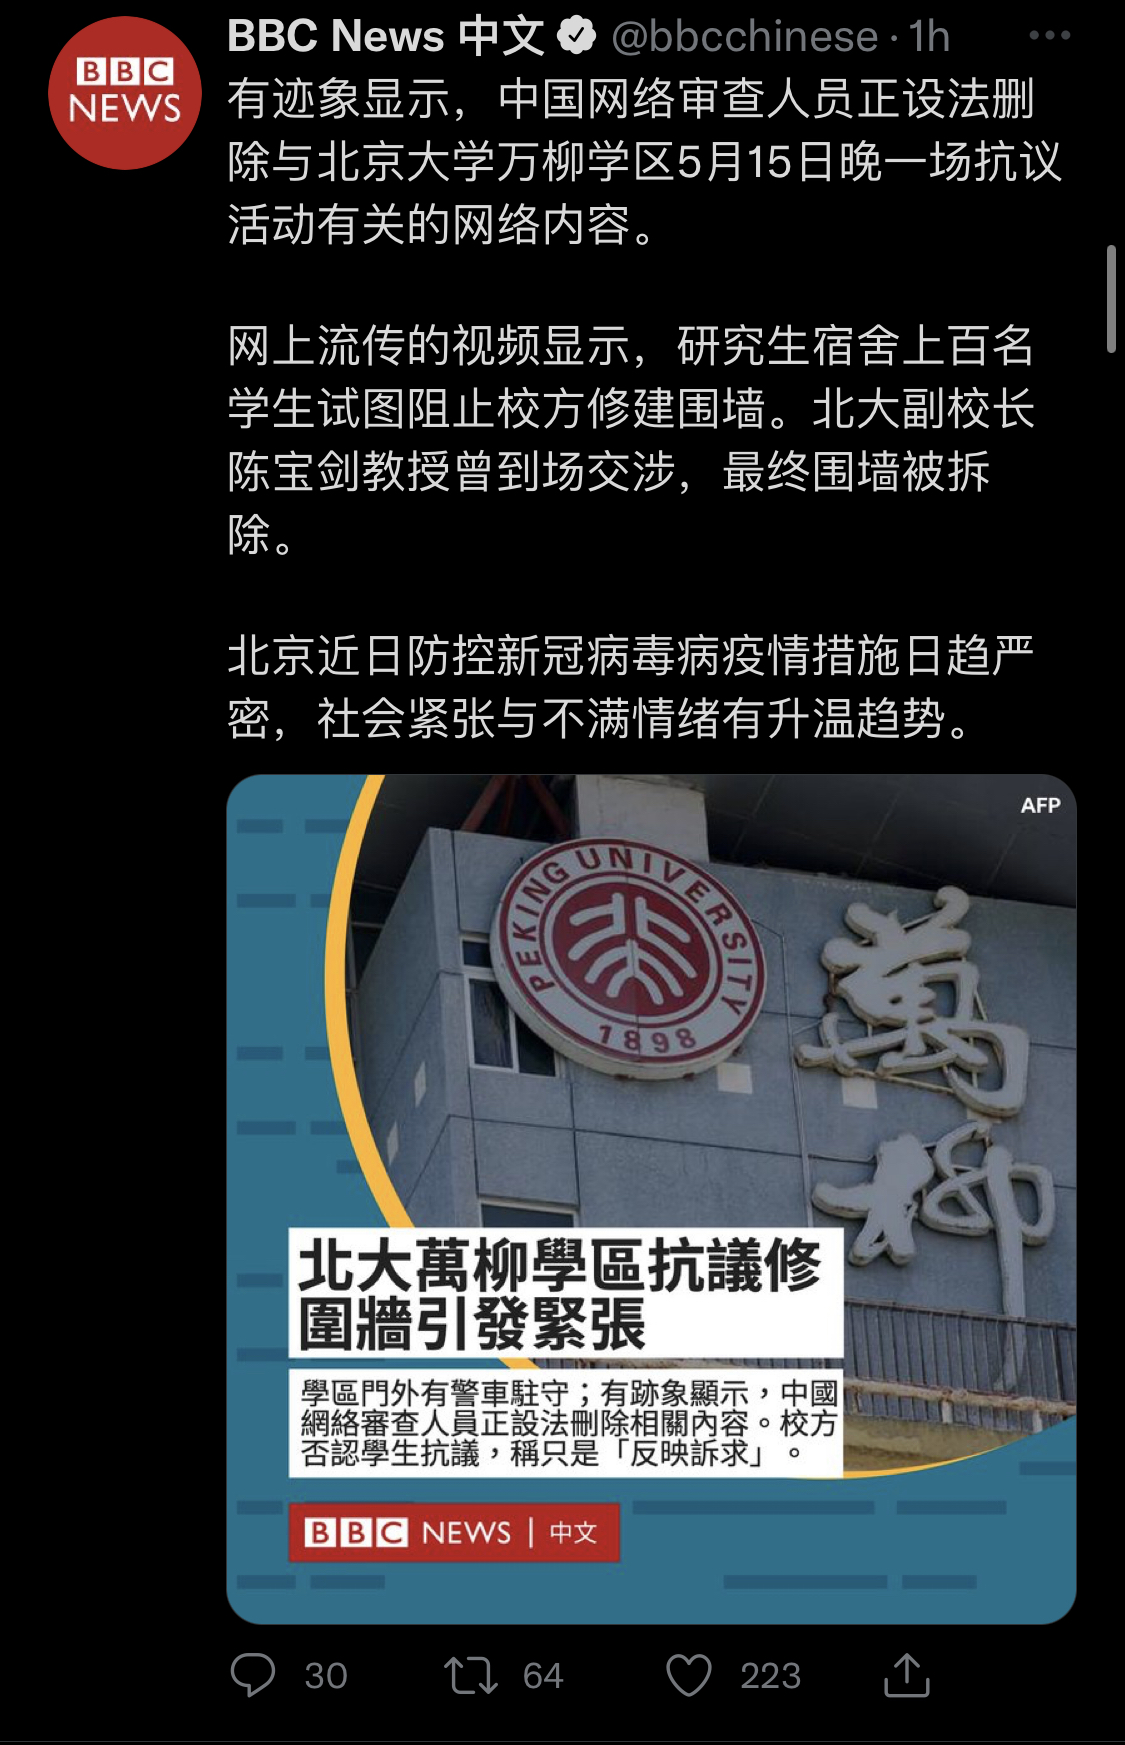 BBC News 中文 @bbcchinese · 1h
BBC
NEWS
有迹象显示，中国网络审查人员正设法删
除与北京大学万柳学区5月15日晚一场抗议
活动有关的网络内容。
网上流传的视频显示，研究生宿舍上百名
学生试图阻止校方修建围墙。北大副校长
陈宝剑教授曾到场交涉，最终围墙被拆
除。
北京近日防控新冠病毒病疫情措施日趋严
密，社会紧张与不满情绪有升温趋势。
AFP
PEKING UNIVERSITY
1898
萬柳
北大萬柳學區抗議修
圍牆引發緊張
學區門外有警車駐守；有跡象顯示，中國
網絡審查人員正設法刪除相關內容。校方
否認學生抗議，稱只是「反映訴求」。
BBC NEWS | 中文
30 64 223